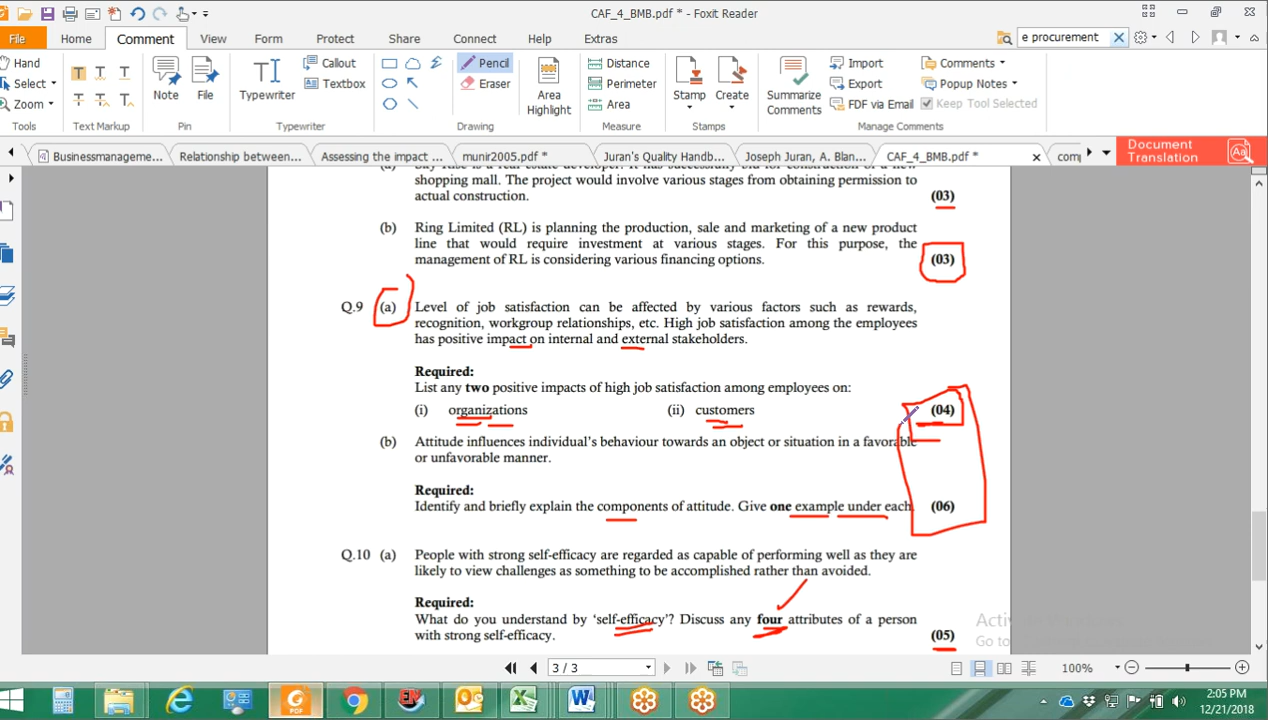 CAF_4_BMB.pdf * - Foxit Reader
File Home Comment View Form Protect Share Connect Help Extras
e procurement
Hand
Select
Zoom
Tools
Text Markup
Note
File
Pin
Typewriter
Callout
Textbox
Typewriter
Pencil
Eraser
Area Highlight
Drawing
Distance
Perimeter
Area
Measure
Stamp
Create
Stamps
Summarize Comments
Import
Export
FDF via Email
Comments
Popup Notes
Keep Tool Selected
Manage Comments
Businessmanageme...
Relationship between...
Assessing the impact ...
munir2005.pdf *
Juran's Quality Handb...
Joseph Juran, A. Blan...
CAF_4_BMB.pdf *
Document Translation
shopping mall. The project would involve various stages from obtaining permission to
actual construction. (03)
(b) Ring Limited (RL) is planning the production, sale and marketing of a new product
line that would require investment at various stages. For this purpose, the
management of RL is considering various financing options. (03)
Q.9 (a) Level of job satisfaction can be affected by various factors such as rewards,
recognition, workgroup relationships, etc. High job satisfaction among the employees
has positive impact on internal and external stakeholders.
Required:
List any two positive impacts of high job satisfaction among employees on:
(i) organizations (ii) customers (04)
(b) Attitude influences individual's behaviour towards an object or situation in a favorable
or unfavorable manner.
Required:
Identify and briefly explain the components of attitude. Give one example under each. (06)
Q.10 (a) People with strong self-efficacy are regarded as capable of performing well as they are
likely to view challenges as something to be accomplished rather than avoided.
Required:
What do you understand by 'self-efficacy'? Discuss any four attributes of a person
with strong self-efficacy. (05)
3 / 3
100%
2:05 PM
12/21/2018